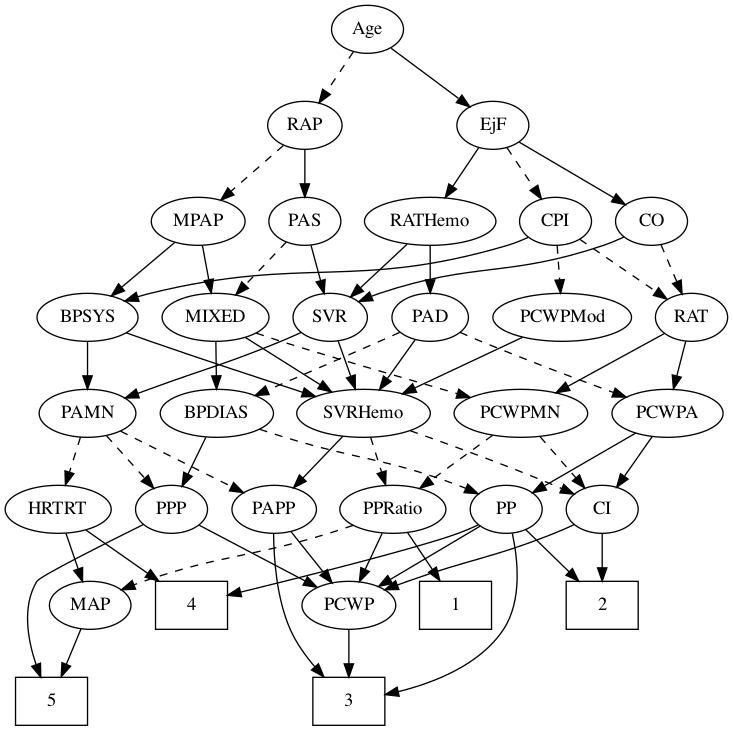 Age
RAP
EjF
MPAP
PAS
RATHemo
CPI
CO
BPSYS
MIXED
SVR
PAD
PCWPMod
RAT
PAMN
BPDIAS
SVRHemo
PCWPMN
PCWPA
HRTRT
PPP
PAPP
PPRatio
PP
CI
MAP
4
PCWP
1
2
5
3